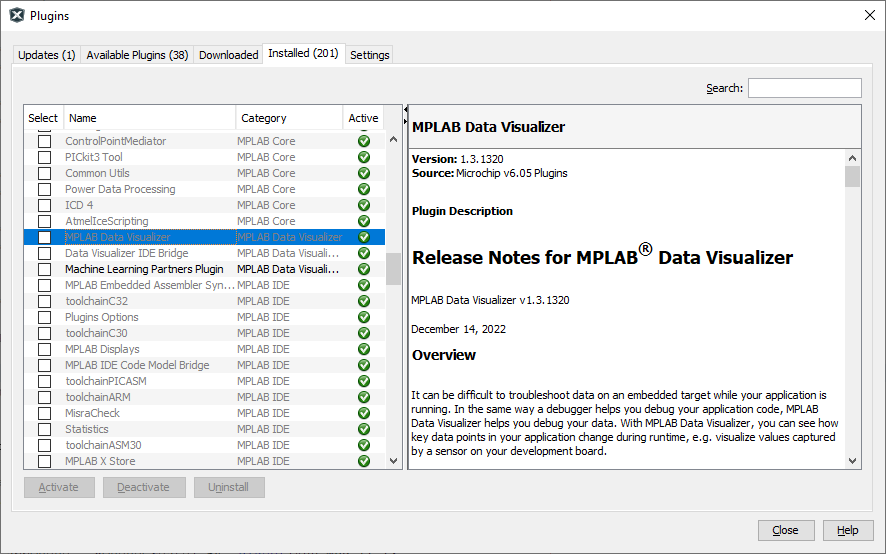 Plugins
Updates (1) Available Plugins (38) Downloaded Installed (201) Settings
Search:
Select Name Category Active
ControlPointMediator MPLAB Core
PICkit3 Tool MPLAB Core
Common Utils MPLAB Core
Power Data Processing MPLAB Core
ICD 4 MPLAB Core
AtmelIceScripting MPLAB Core
MPLAB Data Visualizer MPLAB Data Visualizer
Data Visualizer IDE Bridge MPLAB Data Visuali...
Machine Learning Partners Plugin MPLAB Data Visuali...
MPLAB Embedded Assembler Syn... MPLAB IDE
toolchainC32 MPLAB IDE
Plugins Options MPLAB IDE
toolchainC30 MPLAB IDE
MPLAB Displays MPLAB IDE
MPLAB IDE Code Model Bridge MPLAB IDE
toolchainPICASM MPLAB IDE
toolchainARM MPLAB IDE
MisraCheck MPLAB IDE
Statistics MPLAB IDE
toolchainASM30 MPLAB IDE
MPLAB X Store MPLAB IDE
Activate Deactivate Uninstall
MPLAB Data Visualizer
Version: 1.3.1320
Source: Microchip v6.05 Plugins
Plugin Description
Release Notes for MPLAB® Data Visualizer
MPLAB Data Visualizer v1.3.1320
December 14, 2022
Overview
It can be difficult to troubleshoot data on an embedded target while your application is
running. In the same way a debugger helps you debug your application code, MPLAB
Data Visualizer helps you debug your data. With MPLAB Data Visualizer, you can see how
key data points in your application change during runtime, e.g. visualize values captured
by a sensor on your development board.
Close Help